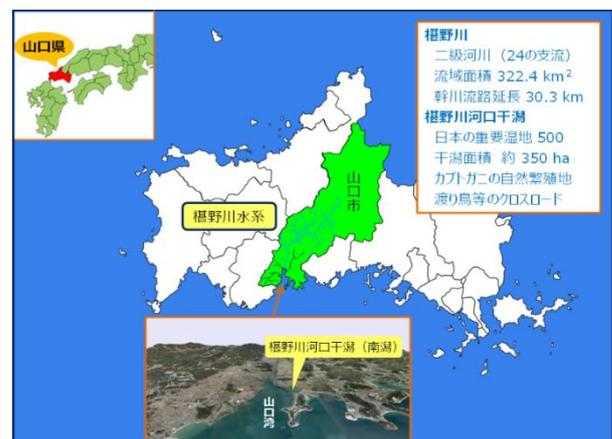 山口県
椹野川
二級河川（24の支流）
流域面積 322.4 km²
幹川流路延長 30.3 km
椹野川河口干潟
日本の重要湿地 500
干潟面積 約 350 ha
カブトガニの自然繁殖地
渡り鳥等のクロスロード
山口市
椹野川水系
椹野川河口干潟（南潟）
山口湾